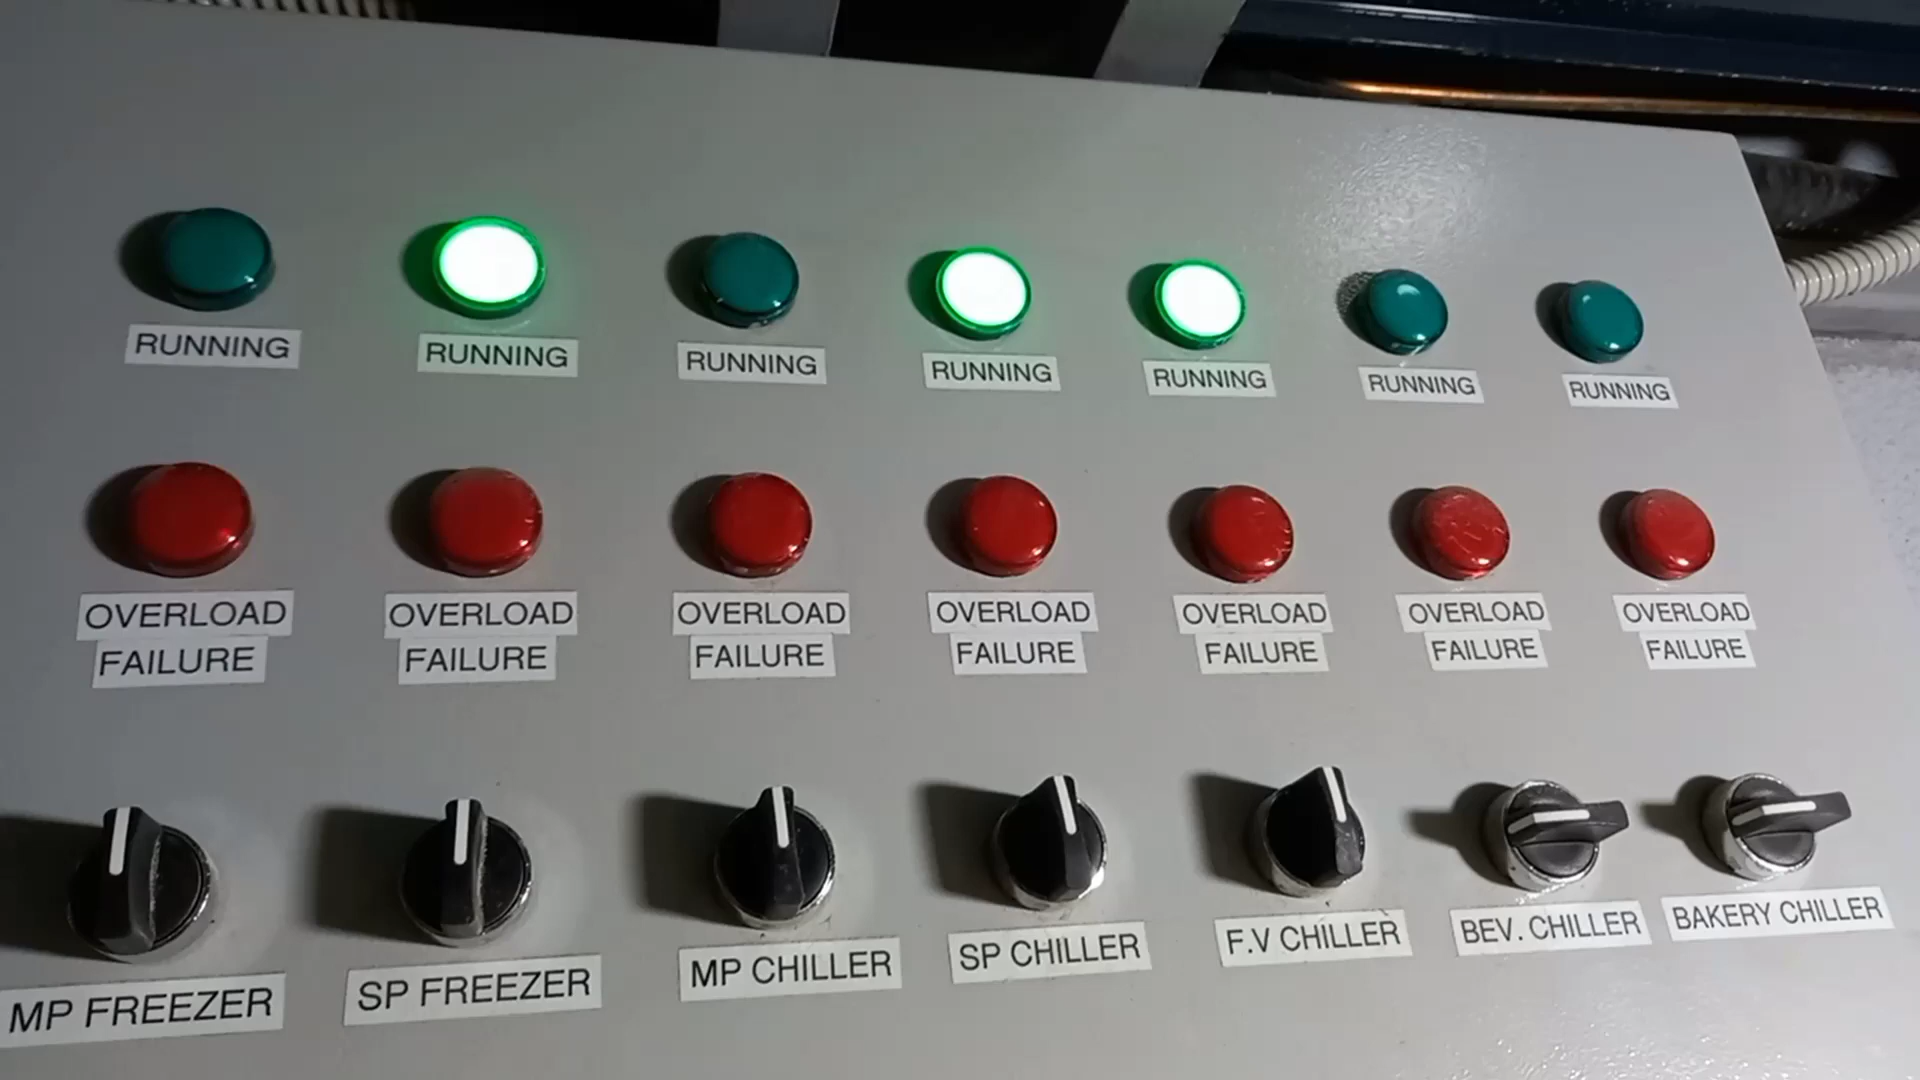 RUNNING RUNNING RUNNING RUNNING RUNNING RUNNING RUNNING
OVERLOAD OVERLOAD OVERLOAD OVERLOAD OVERLOAD OVERLOAD OVERLOAD
FAILURE FAILURE FAILURE FAILURE FAILURE FAILURE FAILURE
MP FREEZER SP FREEZER MP CHILLER SP CHILLER F.V CHILLER BEV. CHILLER BAKERY CHILLER